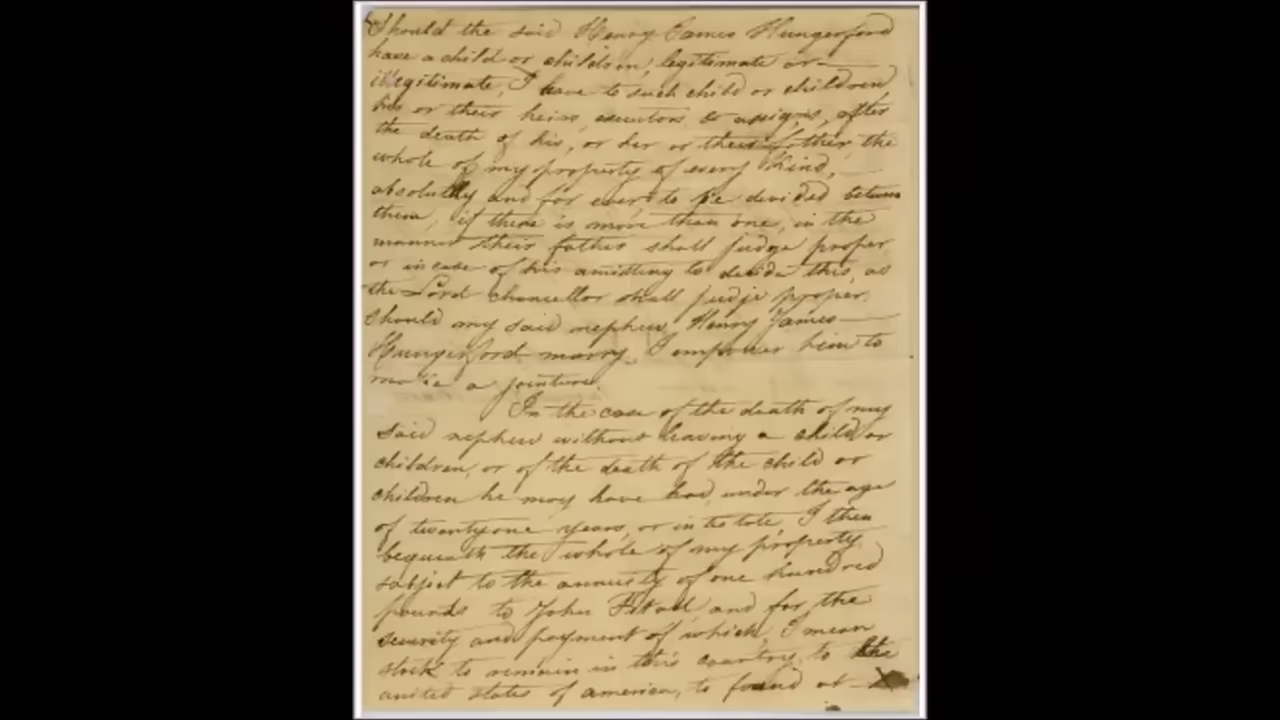 Should the said Henry James Hungerford
have a child or children, legitimate or
illegitimate, I leave to such child or children
his or their heirs, executors & assigns, after
the death of his, or her or their father, the
whole of my property of every kind,
absolutely and for ever to be devided between
them, if there is more than one, in the
manner their father shall judge proper
or in case of his omitting to decide this, as
the Lord chancellor shall judje proper.
Should my said nephew, Henry James
Hungerford marry, I empower him to
make a jointure.
In the case of the death of my
said nephew without leaving a child or
children, or of the death of the child or
children he may have had under the age
of twentyone years, or intestate, I then
bequeath the whole of my property
subject to the annuity of one hundred
pounds to John Fitall and for the
security and payment of which, I mean
stock to remain in this country, to the
united states of america, to found at